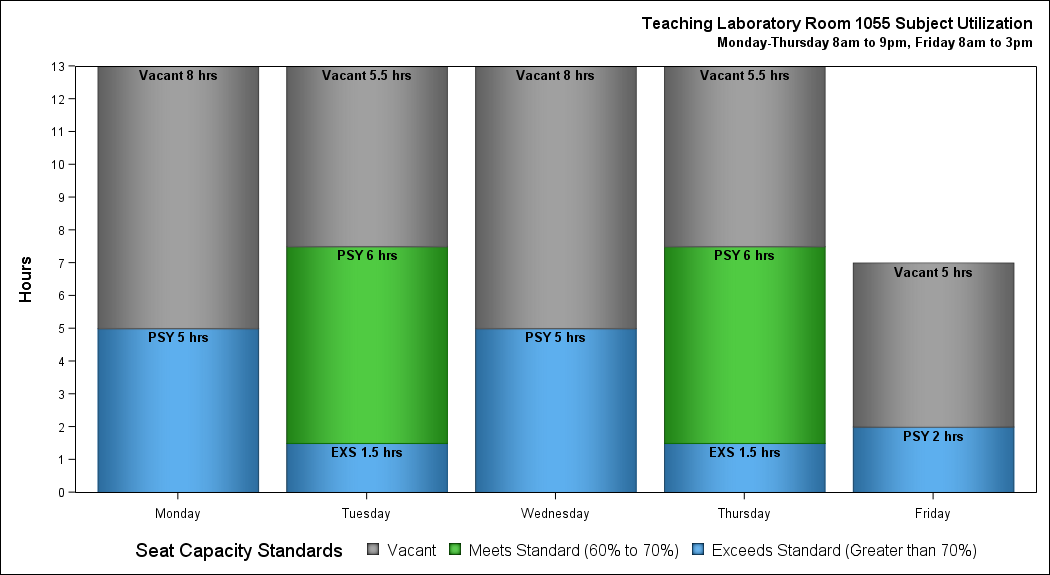 Teaching Laboratory Room 1055 Subject Utilization
Monday-Thursday 8am to 9pm, Friday 8am to 3pm
Hours
13
12
11
10
9
8
7
6
5
4
3
2
1
0
Vacant 8 hrs
PSY 5 hrs
Vacant 5.5 hrs
PSY 6 hrs
EXS 1.5 hrs
Vacant 8 hrs
PSY 5 hrs
Vacant 5.5 hrs
PSY 6 hrs
EXS 1.5 hrs
Vacant 5 hrs
PSY 2 hrs
Monday Tuesday Wednesday Thursday Friday
Seat Capacity Standards Vacant Meets Standard (60% to 70%) Exceeds Standard (Greater than 70%)